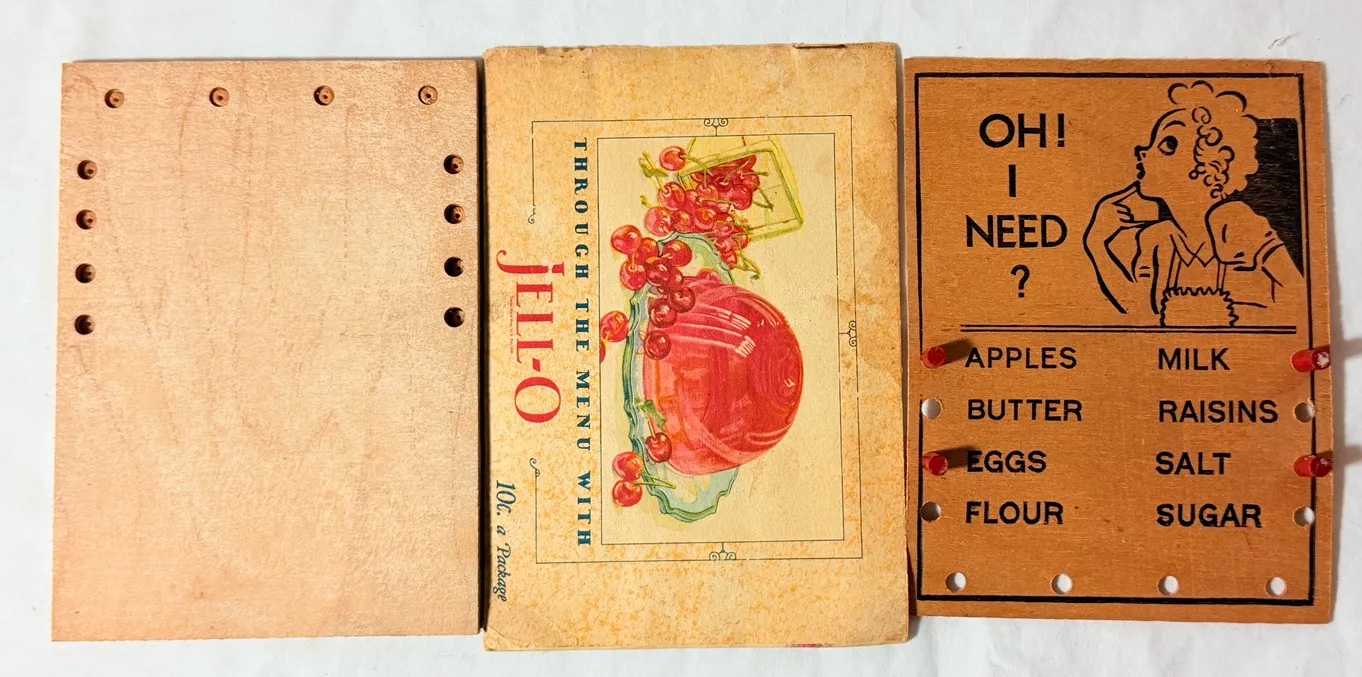 THROUGH THE MENU WITH
JELL-O
10c. a Package
OH!
I
NEED
?
APPLES MILK
BUTTER RAISINS
EGGS SALT
FLOUR SUGAR